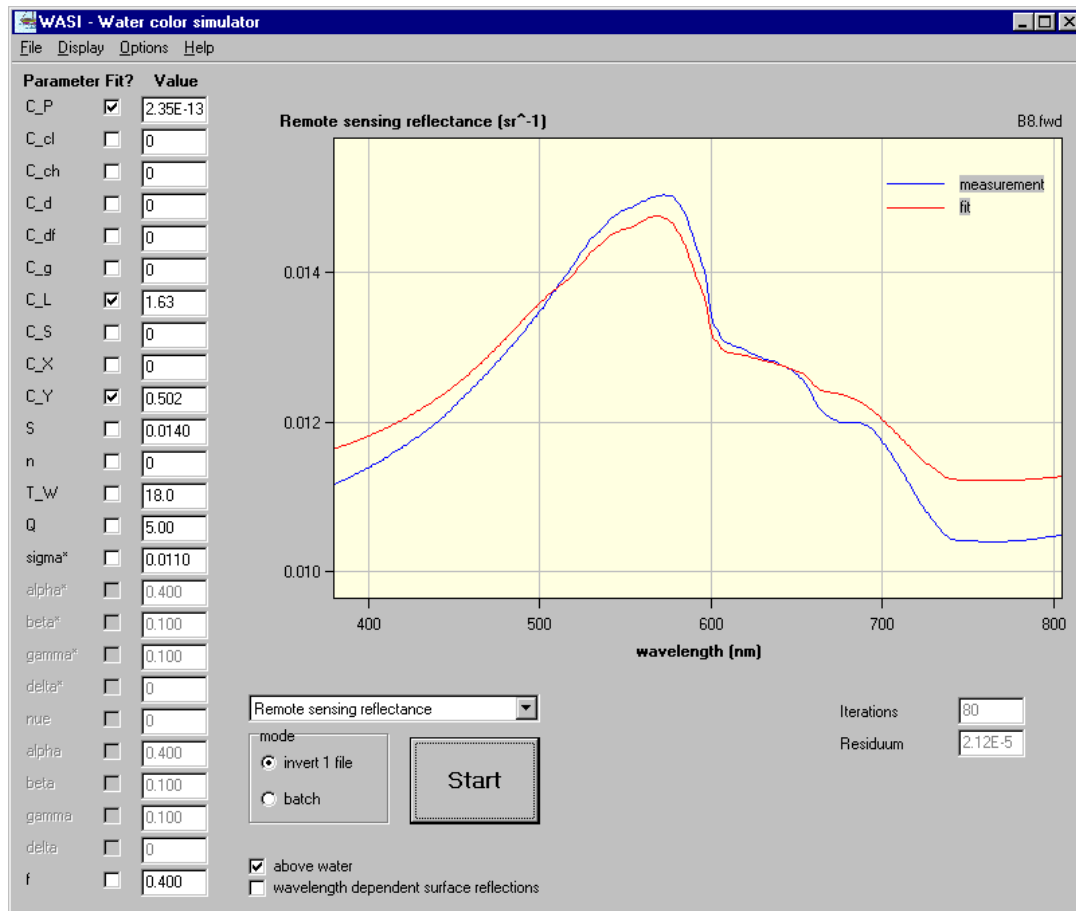 WASI - Water color simulator
File Display Options Help
Parameter Fit? Value
C_P 2.35E-13
C_cl 0
C_ch 0
C_d 0
C_df 0
C_g 0
C_L 1.63
C_S 0
C_X 0
C_Y 0.502
S 0.0140
n 0
T_W 18.0
Q 5.00
sigma* 0.0110
alpha* 0.400
beta* 0.100
gamma* 0.100
delta* 0
nue 0
alpha 0.400
beta 0.100
gamma 0.100
delta 0
f 0.400
Remote sensing reflectance (sr^-1) B8.fwd
measurement
fit
0.014
0.012
0.010
400 500 600 700 800
wavelength (nm)
Remote sensing reflectance
mode
invert 1 file
batch
Start
Iterations 80
Residuum 2.12E-5
above water
wavelength dependent surface reflections